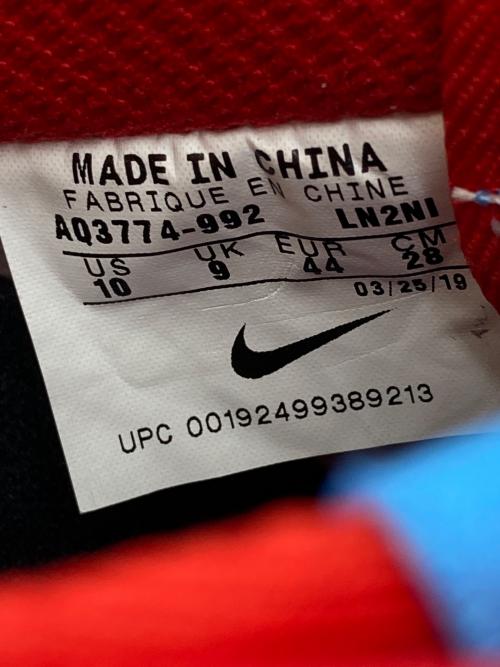 MADE IN CHINA
FABRIQUE EN CHINE
AQ3774-992 LN2NI
US UK EUR CM
10 9 44 28
03/25/19
UPC 00192499389213